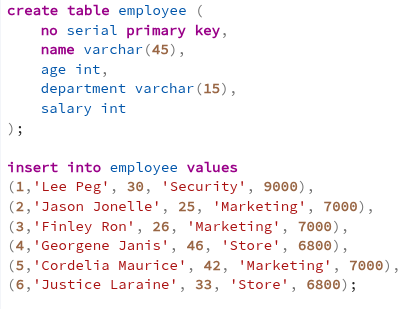 create table employee (
no serial primary key,
name varchar(45),
age int,
department varchar(15),
salary int
);
insert into employee values
(1,'Lee Peg', 30, 'Security', 9000),
(2,'Jason Jonelle', 25, 'Marketing', 7000),
(3,'Finley Ron', 26, 'Marketing', 7000),
(4,'Georgene Janis', 46, 'Store', 6800),
(5,'Cordelia Maurice', 42, 'Marketing', 7000),
(6,'Justice Laraine', 33, 'Store', 6800);